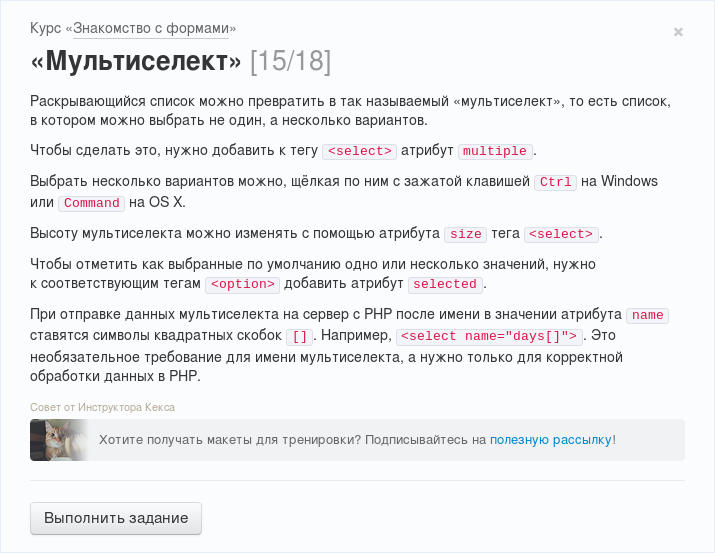 Курс «Знакомство с формами»
×
«Мультиселект» [15/18]
Раскрывающийся список можно превратить в так называемый «мультиселект», то есть список,
в котором можно выбрать не один, а несколько вариантов.
Чтобы сделать это, нужно добавить к тегу <select> атрибут multiple.
Выбрать несколько вариантов можно, щёлкая по ним с зажатой клавишей Ctrl на Windows
или Command на OS X.
Высоту мультиселекта можно изменять с помощью атрибута size тега <select>.
Чтобы отметить как выбранные по умолчанию одно или несколько значений, нужно
к соответствующим тегам <option> добавить атрибут selected.
При отправке данных мультиселекта на сервер с PHP после имени в значении атрибута name
ставятся символы квадратных скобок []. Например, <select name="days[]">. Это
необязательное требование для имени мультиселекта, а нужно только для корректной
обработки данных в PHP.
Совет от Инструктора Кекса
Хотите получать макеты для тренировки? Подписывайтесь на полезную рассылку!
Выполнить задание